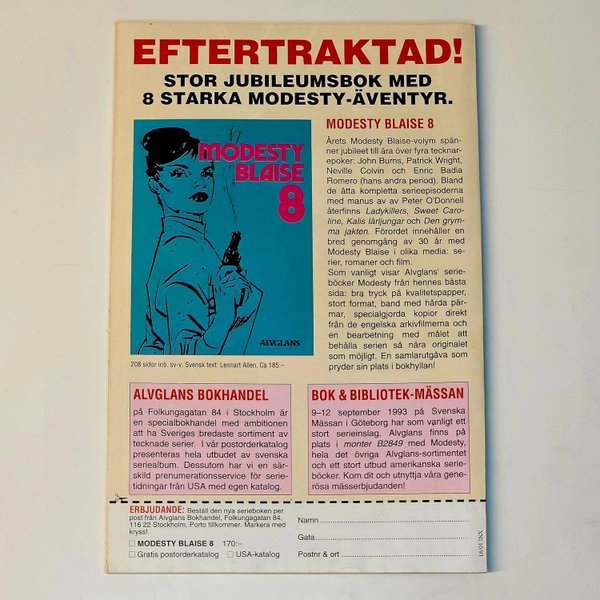 EFTERTRAKTAD!
STOR JUBILEUMSBOK MED
8 STARKA MODESTY-ÄVENTYR.
MODESTY
BLAISE
8
ALVGLANS
208 sidor inb. sv-v. Svensk text: Lennart Allen. Ca 185:–
MODESTY BLAISE 8
Årets Modesty Blaise-volym spän-
ner jubileet till ära över fyra tecknar-
epoker: John Burns, Patrick Wright,
Neville Colvin och Enric Badia
Romero (hans andra period). Bland
de åtta kompletta serieepisoderna
med manus av av Peter O'Donnell
återfinns Ladykillers, Sweet Caro-
line, Kalis lärljungar och Den grym-
ma jakten. Förordet innehåller en
bred genomgång av 30 år med
Modesty Blaise i olika media: se-
rier, romaner och film.
Som vanligt visar Alvglans' serie-
böcker Modesty från hennes bästa
sida: bra tryck på kvalitetspapper,
stort format, band med hårda pär-
mar, specialgjorda kopior direkt
från de engelska arkivfilmerna och
en bearbetning med målet att
behålla serien så nära originalet
som möjligt. En samlarutgåva som
pryder sin plats i bokhyllan!
ALVGLANS BOKHANDEL
på Folkungagatan 84 i Stockholm är
en specialbokhandel med ambitionen
att ha Sveriges bredaste sortiment av
tecknade serier. I vår postorderkatalog
presenteras hela utbudet av svenska
seriealbum. Dessutom har vi en sär-
skild prenumerationsservice för serie-
tidningar från USA med egen katalog.
BOK & BIBLIOTEK-MÄSSAN
9–12 september 1993 på Svenska
Mässan i Göteborg har som vanligt ett
stort serieinslag. Alvglans finns på
plats i monter B2849 med Modesty,
hela det övriga Alvglans-sortimentet
och ett stort utbud amerikanska serie-
böcker. Kom dit och utnyttja våra gene-
rösa mässerbjudanden!
ERBJUDANDE: Beställ den nya serieboken per
post från Alvglans Bokhandel, Folkungagatan 84,
116 22 Stockholm. Porto tillkommer. Markera med
kryss!
MODESTY BLAISE 8 170:–
Gratis postorderkatalog USA-katalog
Namn
Gata
Postnr & ort